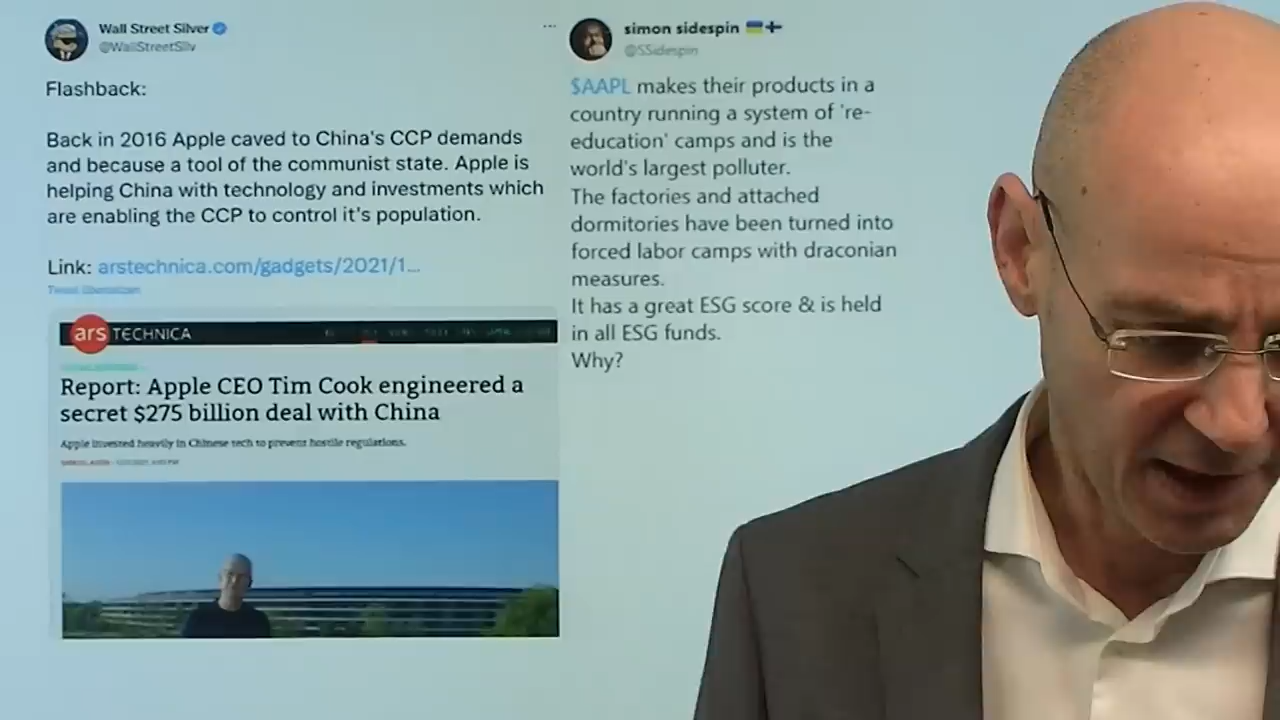 Wall Street Silver
@WallStreetSilv
Flashback:
Back in 2016 Apple caved to China's CCP demands
and because a tool of the communist state. Apple is
helping China with technology and investments which
are enabling the CCP to control it's population.
Link: arstechnica.com/gadgets/2021/1...
Tweet übersetzen
ars TECHNICA
Report: Apple CEO Tim Cook engineered a
secret $275 billion deal with China
Apple invested heavily in Chinese tech to prevent hostile regulations.
simon sidespin
@SSidespin
$AAPL makes their products in a
country running a system of 're-
education' camps and is the
world's largest polluter.
The factories and attached
dormitories have been turned into
forced labor camps with draconian
measures.
It has a great ESG score & is held
in all ESG funds.
Why?